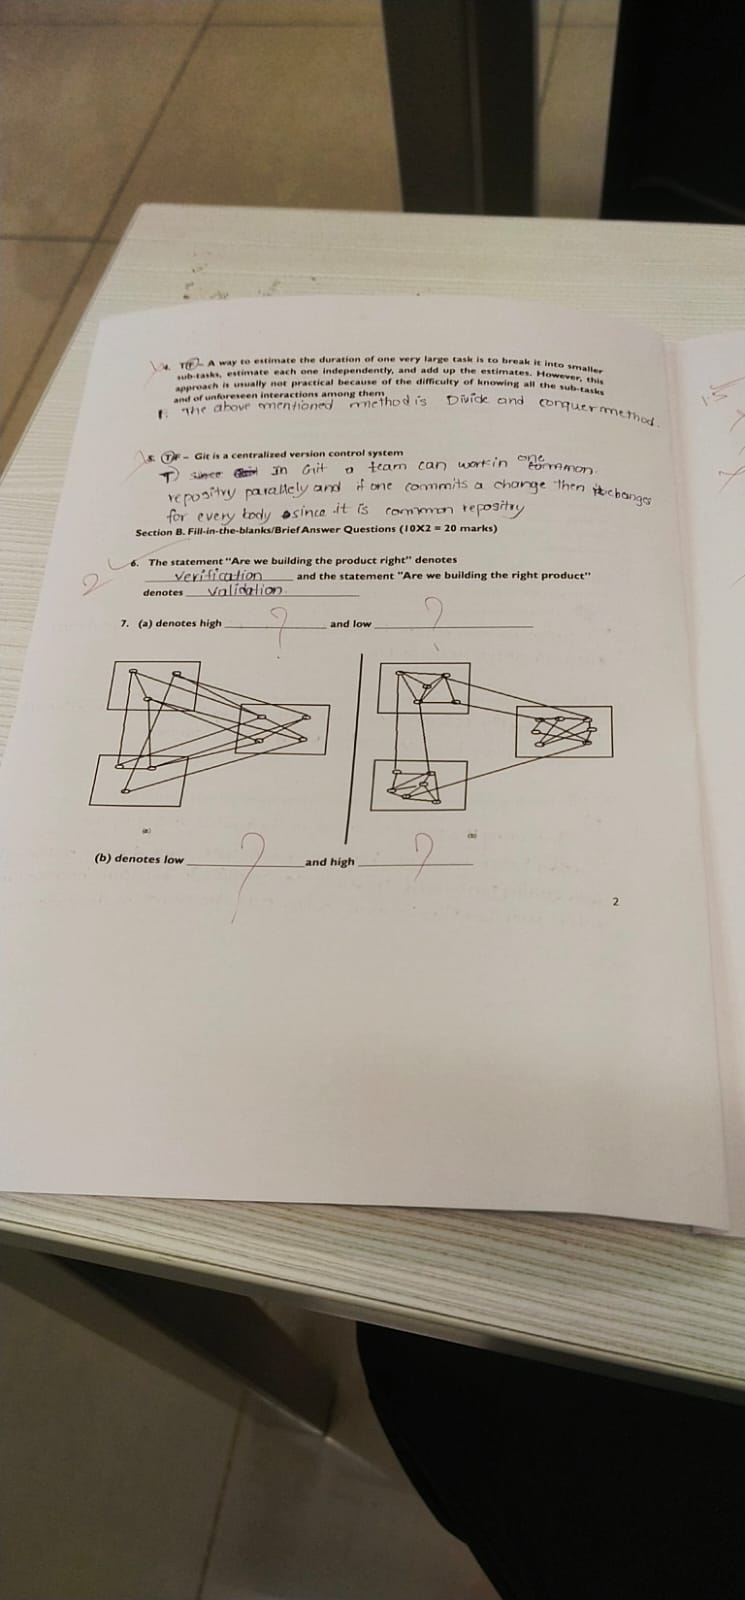 4. T/F - A way to estimate the duration of one very large task is to break it into smaller
sub-tasks, estimate each one independently, and add up the estimates. However, this
approach is usually not practical because of the difficulty of knowing all the sub-tasks
and of unforeseen interactions among them
The above mentioned method is Divide and conquer method.
5. T/F - Git is a centralized version control system
T) since In Git a team can work in one common
repositry parallely and if one commits a change then changes
for every body since it is common repositry
Section B. Fill-in-the-blanks/Brief Answer Questions (10X2 = 20 marks)
2
6. The statement "Are we building the product right" denotes
verification and the statement "Are we building the right product"
denotes validation.
7. (a) denotes high ? and low ?
(a)
(b)
(b) denotes low ? and high ?
2
1.5